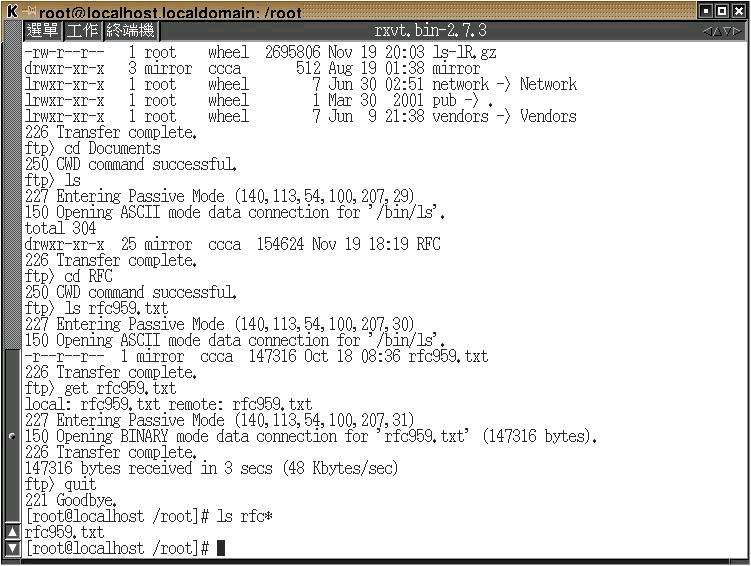 root@localhost.localdomain: /root
選單 工作 終端機 rxvt.bin-2.7.3
-rw-r--r--   1 root    wheel  2695806 Nov 19 20:03 ls-lR.gz
drwxr-xr-x   3 mirror  ccca       512 Aug 19 01:38 mirror
lrwxr-xr-x   1 root    wheel        7 Jun 30 02:51 network -> Network
lrwxr-xr-x   1 root    wheel        1 Mar 30  2001 pub -> .
lrwxr-xr-x   1 root    wheel        7 Jun  9 21:38 vendors -> Vendors
226 Transfer complete.
ftp> cd Documents
250 CWD command successful.
ftp> ls
227 Entering Passive Mode (140,113,54,100,207,29)
150 Opening ASCII mode data connection for '/bin/ls'.
total 304
drwxr-xr-x  25 mirror  ccca  154624 Nov 19 18:19 RFC
226 Transfer complete.
ftp> cd RFC
250 CWD command successful.
ftp> ls rfc959.txt
227 Entering Passive Mode (140,113,54,100,207,30)
150 Opening ASCII mode data connection for '/bin/ls'.
-r--r--r--  1 mirror  ccca  147316 Oct 18 08:36 rfc959.txt
226 Transfer complete.
ftp> get rfc959.txt
local: rfc959.txt remote: rfc959.txt
227 Entering Passive Mode (140,113,54,100,207,31)
150 Opening BINARY mode data connection for 'rfc959.txt' (147316 bytes).
226 Transfer complete.
147316 bytes received in 3 secs (48 Kbytes/sec)
ftp> quit
221 Goodbye.
[root@localhost /root]# ls rfc*
rfc959.txt
[root@localhost /root]#